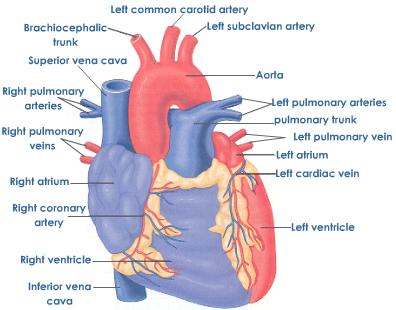 Left common carotid artery
Left subclavian artery
Brachiocephalic
trunk
Superior vena cava
Aorta
Right pulmonary
arteries
Left pulmonary arteries
pulmonary trunk
Right pulmonary
veins
Left pulmonary vein
Left atrium
Left cardiac vein
Right atrium
Right coronary
artery
Left ventricle
Right ventricle
Inferior vena
cava